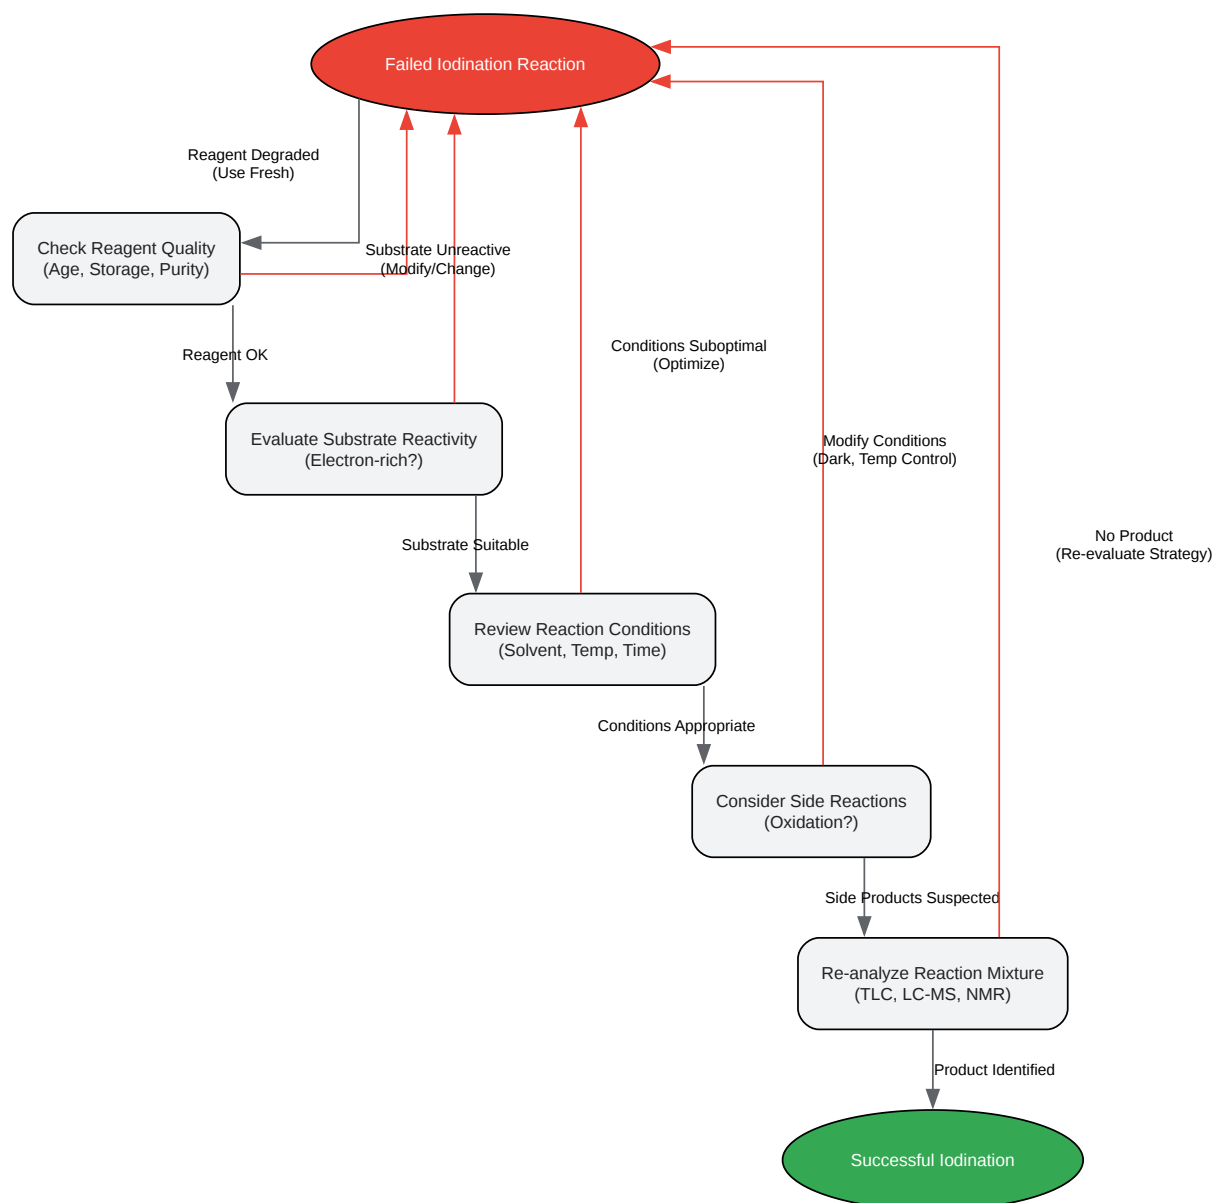 Failed Iodination Reaction
Reagent Degraded
(Use Fresh)
Check Reagent Quality
(Age, Storage, Purity)
Substrate Unreactive
(Modify/Change)
Reagent OK
Conditions Suboptimal
(Optimize)
Evaluate Substrate Reactivity
(Electron-rich?)
Modify Conditions
(Dark, Temp Control)
Substrate Suitable
No Product
(Re-evaluate Strategy)
Review Reaction Conditions
(Solvent, Temp, Time)
Conditions Appropriate
Consider Side Reactions
(Oxidation?)
Side Products Suspected
Re-analyze Reaction Mixture
(TLC, LC-MS, NMR)
Product Identified
Successful Iodination